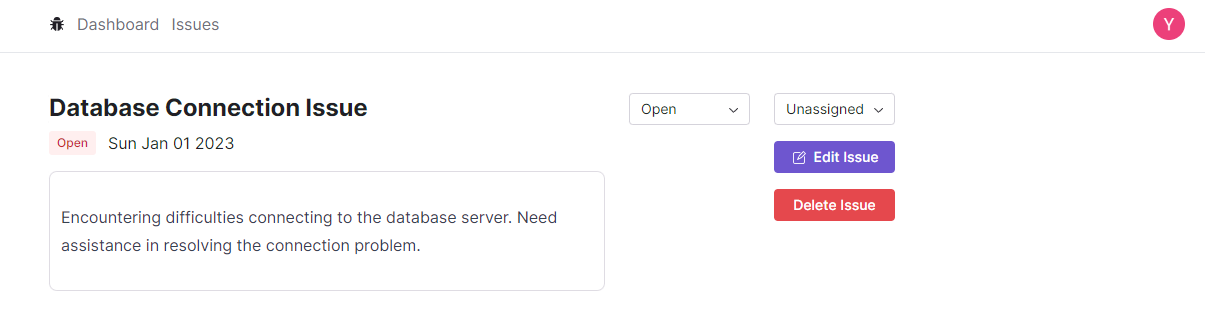 Dashboard Issues
Y
Database Connection Issue
Open Sun Jan 01 2023
Encountering difficulties connecting to the database server. Need
assistance in resolving the connection problem.
Open
Unassigned
Edit Issue
Delete Issue